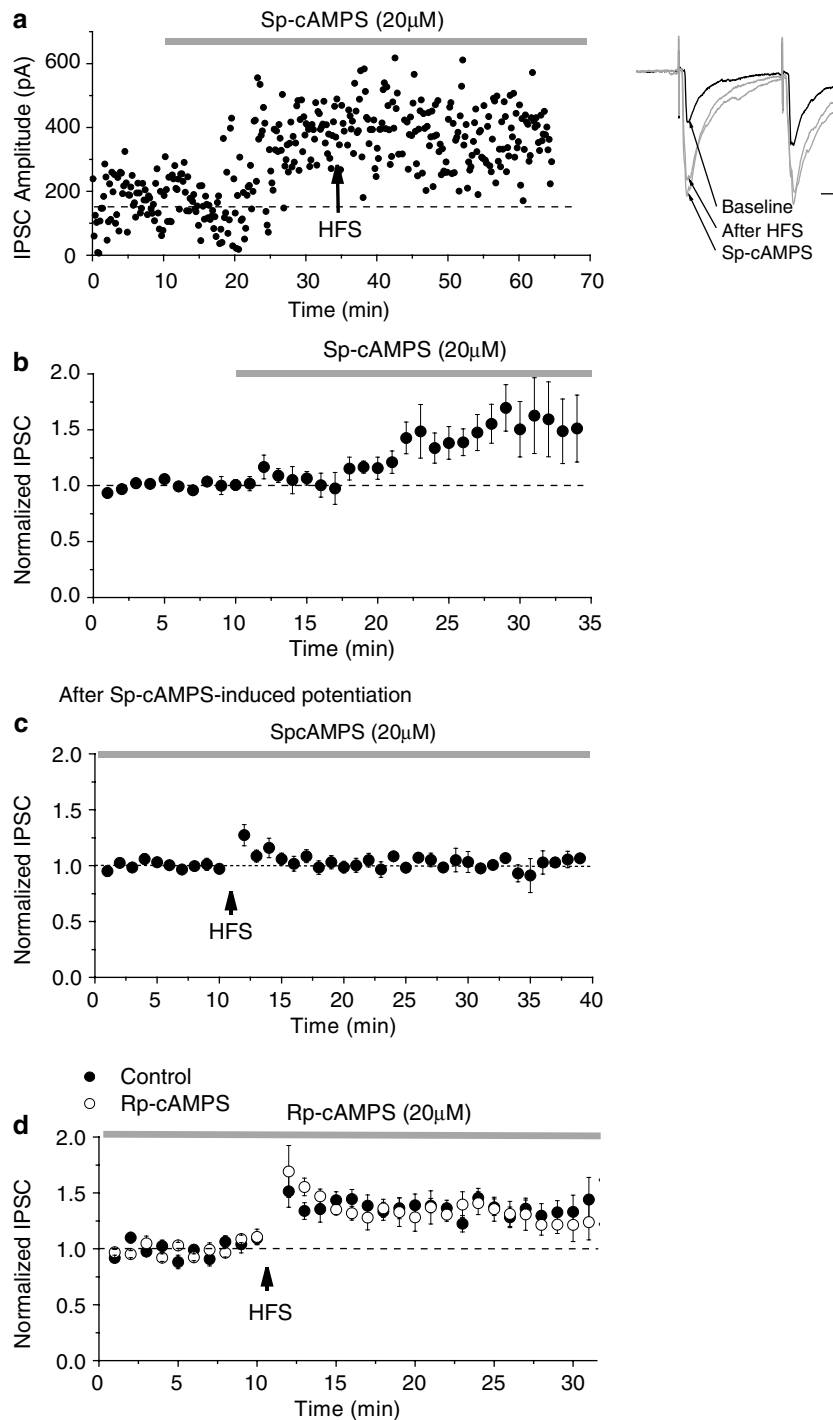 a
Sp-cAMPS (20μM)
600
400
200
0
IPSC Amplitude (pA)
HFS
0 10 20 30 40 50 60 70
Time (min)
Baseline
After HFS
Sp-cAMPS
b
Sp-cAMPS (20μM)
2.0
1.5
1.0
0.5
0.0
Normalized IPSC
0 5 10 15 20 25 30 35
Time (min)
After Sp-cAMPS-induced potentiation
c
SpcAMPS (20μM)
2.0
1.5
1.0
0.5
0.0
Normalized IPSC
HFS
0 5 10 15 20 25 30 35 40
Time (min)
Control
Rp-cAMPS
d
Rp-cAMPS (20μM)
2.0
1.5
1.0
0.5
0.0
Normalized IPSC
HFS
0 5 10 15 20 25 30
Time (min)